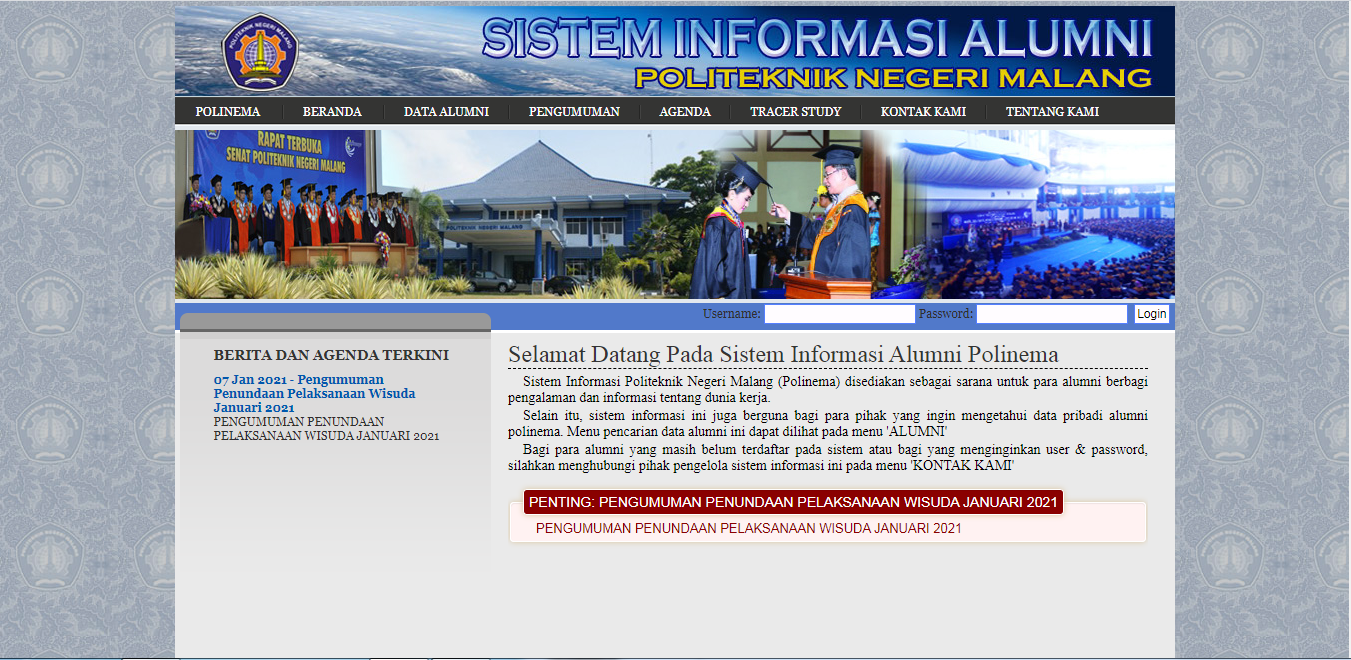 POLITEKNIK NEGERI MALANG
SISTEM INFORMASI ALUMNI
POLITEKNIK NEGERI MALANG
POLINEMA BERANDA DATA ALUMNI PENGUMUMAN AGENDA TRACER STUDY KONTAK KAMI TENTANG KAMI
RAPAT TERBUKA
SENAT POLITEKNIK NEGERI MALANG
POLITEKNIK NEGERI MALANG
Username: Password: Login
BERITA DAN AGENDA TERKINI
07 Jan 2021 - Pengumuman
Penundaan Pelaksanaan Wisuda
Januari 2021
PENGUMUMAN PENUNDAAN
PELAKSANAAN WISUDA JANUARI 2021
Selamat Datang Pada Sistem Informasi Alumni Polinema
Sistem Informasi Politeknik Negeri Malang (Polinema) disediakan sebagai sarana untuk para alumni berbagi
pengalaman dan informasi tentang dunia kerja.
Selain itu, sistem informasi ini juga berguna bagi para pihak yang ingin mengetahui data pribadi alumni
polinema. Menu pencarian data alumni ini dapat dilihat pada menu 'ALUMNI'
Bagi para alumni yang masih belum terdaftar pada sistem atau bagi yang menginginkan user & password,
silahkan menghubungi pihak pengelola sistem informasi ini pada menu 'KONTAK KAMI'
PENTING: PENGUMUMAN PENUNDAAN PELAKSANAAN WISUDA JANUARI 2021
PENGUMUMAN PENUNDAAN PELAKSANAAN WISUDA JANUARI 2021